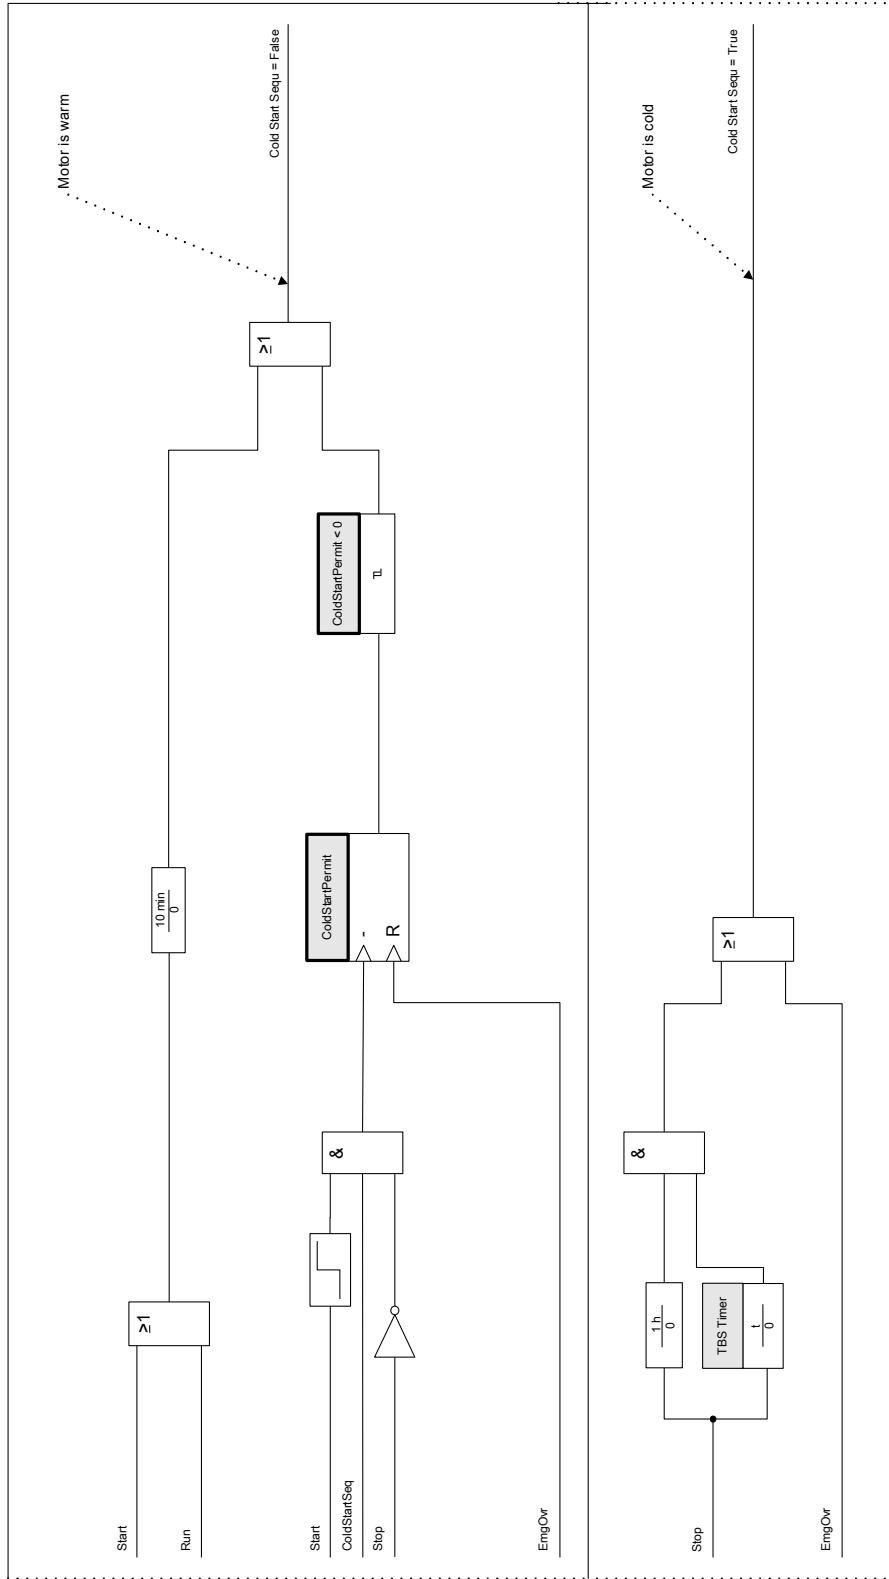 Motor is warm
Cold Start Sequ = False
≥1
ColdStartPermit < 0
10 min
0
ColdStartPermit
-
R
&
≥1
Start
Run
Start
ColdStartSeq
Stop
EmgOvr
Motor is cold
Cold Start Sequ = True
≥1
&
1 h
0
TBS Timer
t
0
Stop
EmgOvr